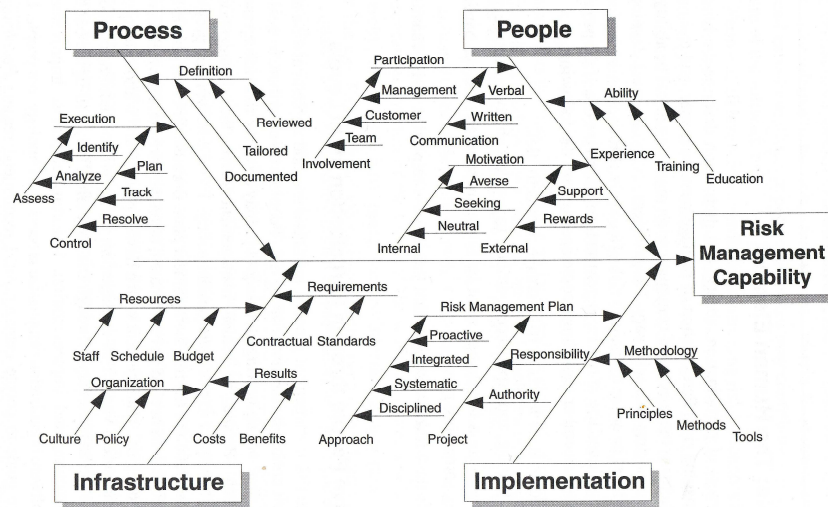 Process
People
Definition
Reviewed
Tailored
Documented
Execution
Identify
Analyze
Assess
Plan
Track
Resolve
Control
Participation
Management
Customer
Team
Involvement
Verbal
Written
Communication
Ability
Experience
Training
Education
Motivation
Averse
Seeking
Neutral
Internal
Support
Rewards
External
Risk
Management
Capability
Resources
Staff
Schedule
Budget
Requirements
Contractual
Standards
Organization
Culture
Policy
Results
Costs
Benefits
Risk Management Plan
Proactive
Integrated
Systematic
Disciplined
Approach
Responsibility
Authority
Project
Methodology
Principles
Methods
Tools
Infrastructure
Implementation